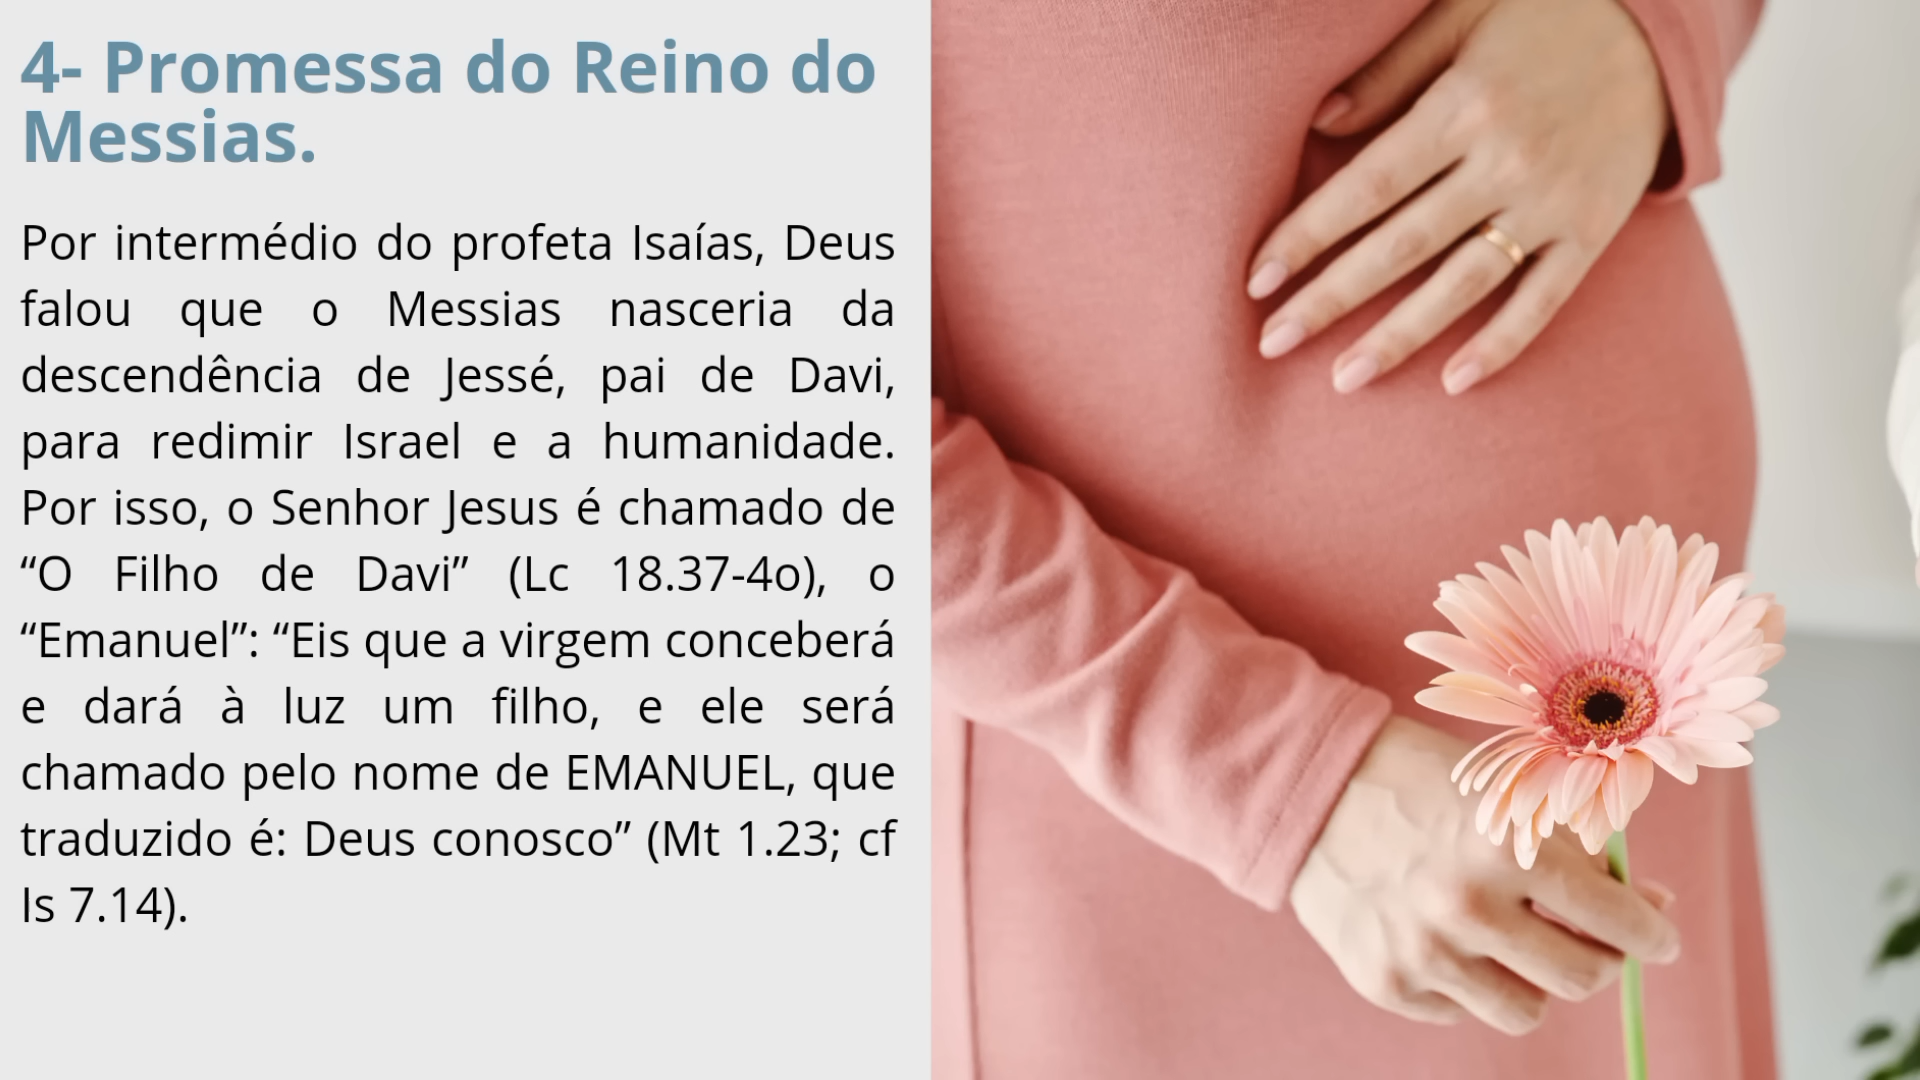 4- Promessa do Reino do
Messias.
Por intermédio do profeta Isaías, Deus
falou que o Messias nasceria da
descendência de Jessé, pai de Davi,
para redimir Israel e a humanidade.
Por isso, o Senhor Jesus é chamado de
“O Filho de Davi” (Lc 18.37-4o), o
“Emanuel”: “Eis que a virgem conceberá
e dará à luz um filho, e ele será
chamado pelo nome de EMANUEL, que
traduzido é: Deus conosco” (Mt 1.23; cf
Is 7.14).